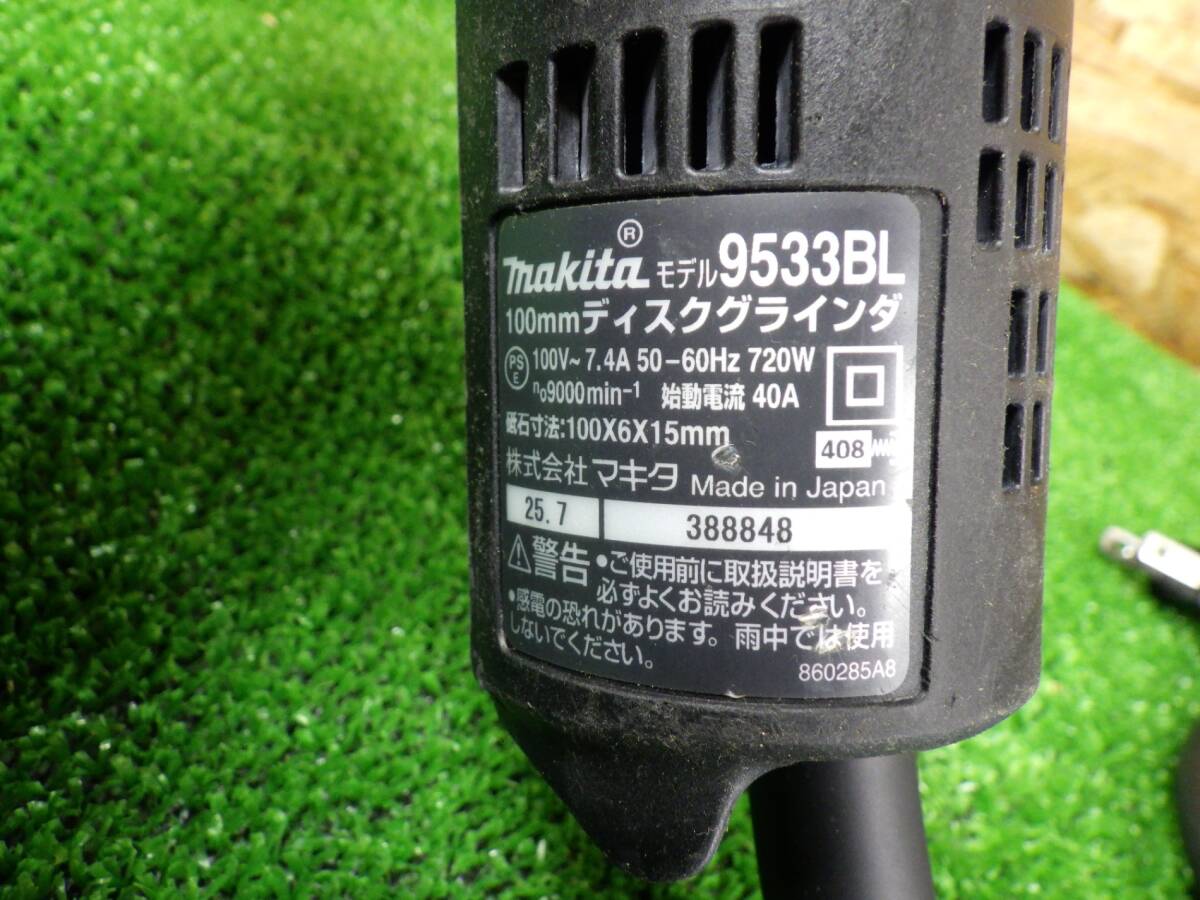 makita® モデル9533BL
100mmディスクグラインダ
PS E 100V~ 7.4A 50-60Hz 720W
n₀9000min⁻¹ 始動電流 40A
砥石寸法:100X6X15mm
408
株式会社 マキタ Made in Japan
25.7 388848
⚠警告 •ご使用前に取扱説明書を
必ずよくお読みください。
•感電の恐れがあります。雨中では使用
しないでください。
860285A8